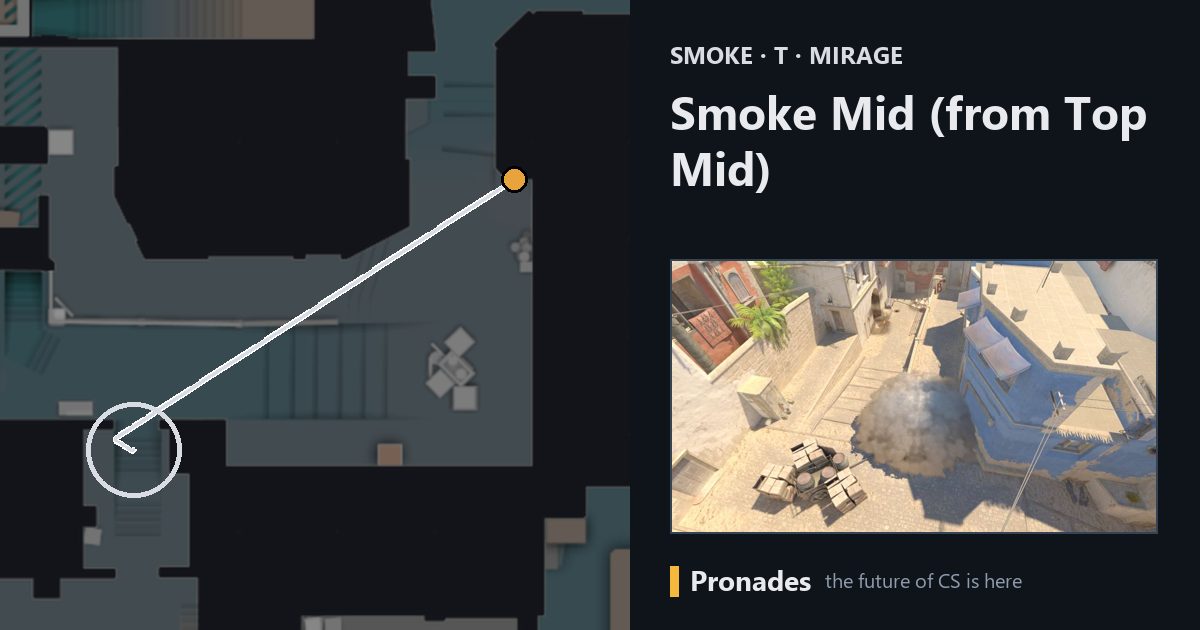 SMOKE · T · MIRAGE
Smoke Mid (from Top
Mid)
Pronades the future of CS is here